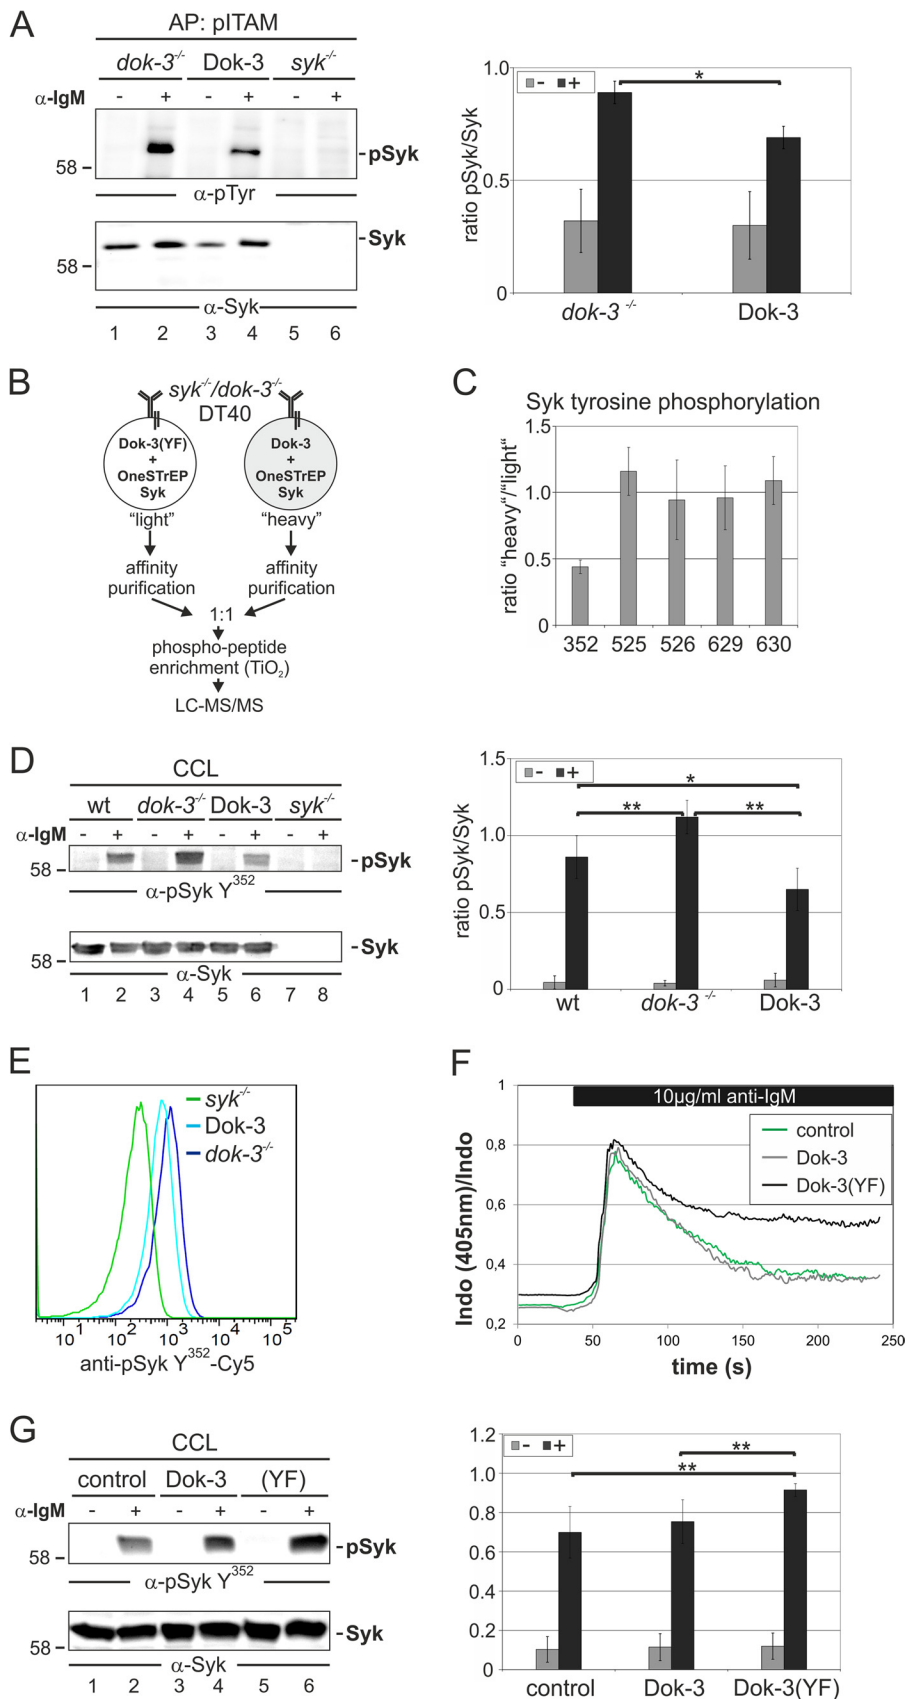 A
AP: pITAM
dok-3-/- Dok-3 syk-/-
α-IgM - + - + - +
-pSyk
58 –
α-pTyr
-Syk
58 –
α-Syk
1 2 3 4 5 6
- +
*
ratio pSyk/Syk
1.0
0.5
0
dok-3 -/- Dok-3
B
syk-/-/dok-3-/-
DT40
Dok-3(YF)
+
OneSTrEP
Syk
Dok-3
+
OneSTrEP
Syk
“light” “heavy”
affinity
purification
affinity
purification
1:1
phospho-peptide
enrichment (TiO2)
LC-MS/MS
C
Syk tyrosine phosphorylation
ratio “heavy“/“light“
1.5
1.0
0.5
0
352 525 526 629 630
D
CCL
wt dok-3-/- Dok-3 syk-/-
α-IgM - + - + - + - +
-pSyk
58 –
α-pSyk Y352
-Syk
58 –
α-Syk
1 2 3 4 5 6 7 8
- +
*
** **
ratio pSyk/Syk
1.5
1.0
0.5
0
wt dok-3 -/- Dok-3
E
syk-/-
Dok-3
dok-3-/-
101 102 103 104 105
anti-pSyk Y352-Cy5
F
10µg/ml anti-IgM
control
Dok-3
Dok-3(YF)
Indo (405nm)/Indo
1
0,8
0,6
0,4
0,2
0 50 100 150 200 250
time (s)
G
CCL
control Dok-3 (YF)
α-IgM - + - + - +
-pSyk
58 –
α-pSyk Y352
-Syk
58 –
α-Syk
1 2 3 4 5 6
- +
**
**
1.2
1.0
0.8
0.6
0.4
0.2
0
control Dok-3 Dok-3(YF)